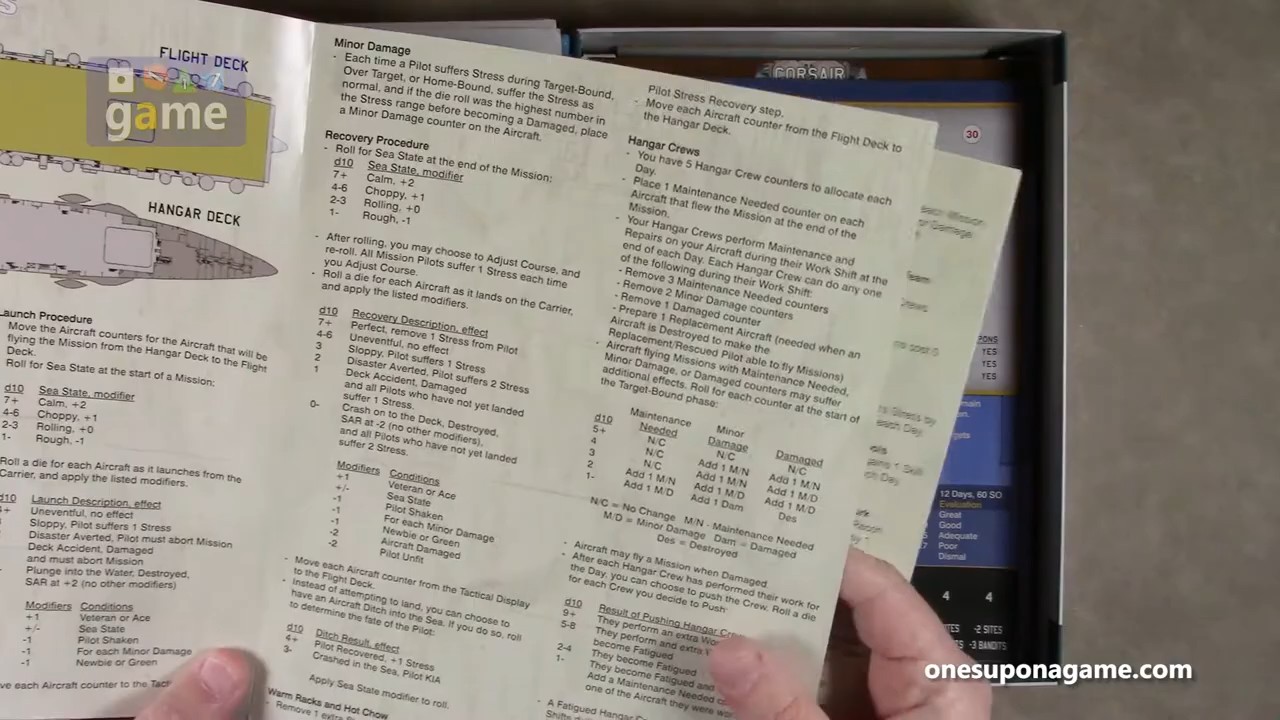 FLIGHT DECK
game
HANGAR DECK
Launch Procedure
Move the Aircraft counters for the Aircraft that will be
flying the Mission from the Hangar Deck to the Flight
Deck.
Roll for Sea State at the start of a Mission:
d10 Sea State, modifier
7+ Calm, +2
4-6 Choppy, +1
2-3 Rolling, +0
1- Rough, -1
Roll a die for each Aircraft as it launches from the
Carrier, and apply the listed modifiers.
d10 Launch Description, effect
Uneventful, no effect
Sloppy, Pilot suffers 1 Stress
Disaster Averted, Pilot must abort Mission
Deck Accident, Damaged
and must abort Mission
Plunge into the Water, Destroyed,
SAR at +2 (no other modifiers)
Modifiers Conditions
+1 Veteran or Ace
+/- Sea State
-1 Pilot Shaken
-1 For each Minor Damage
-1 Newbie or Green
each Aircraft counter to the
Minor Damage
- Each time a Pilot suffers Stress during Target-Bound,
Over Target, or Home-Bound, suffer the Stress as
normal, and if the die roll was the highest number in
the Stress range before becoming a Damaged, place
a Minor Damage counter on the Aircraft.
Recovery Procedure
- Roll for Sea State at the end of the Mission:
d10 Sea State, modifier
7+ Calm, +2
4-6 Choppy, +1
2-3 Rolling, +0
1- Rough, -1
- After rolling, you may choose to Adjust Course, and
re-roll. All Mission Pilots suffer 1 Stress each time
you Adjust Course.
- Roll a die for each Aircraft as it lands on the Carrier,
and apply the listed modifiers.
d10 Recovery Description, effect
7+ Perfect, remove 1 Stress from Pilot
4-6 Uneventful, no effect
3 Sloppy, Pilot suffers 1 Stress
2 Disaster Averted, Pilot suffers 2 Stress
1 Deck Accident, Damaged
and all Pilots who have not yet landed
suffer 1 Stress.
0- Crash on to the Deck, Destroyed,
SAR at -2 (no other modifiers),
and all Pilots who have not yet landed
suffer 2 Stress.
Modifiers Conditions
+1 Veteran or Ace
+/- Sea State
-1 Pilot Shaken
-1 For each Minor Damage
-1 Newbie or Green
-2 Aircraft Damaged
-2 Pilot Unfit
- Move each Aircraft counter from the Tactical Display
to the Flight Deck.
- Instead of attempting to land, you can choose to
have an Aircraft Ditch into the Sea. If you do so, roll
to determine the fate of the Pilot:
d10 Ditch Result, effect
4+ Pilot Recovered, +1 Stress
3- Crashed in the Sea, Pilot KIA
Apply Sea State modifier to roll.
Warm Racks and Hot Chow
- Remove 1 extra
Pilot Stress Recovery step.
- Move each Aircraft counter from the Flight Deck to
the Hangar Deck.
Hangar Crews
- You have 5 Hangar Crew counters to allocate each
Day.
- Place 1 Maintenance Needed counter on each
Aircraft that flew the Mission at the end of the
Mission.
- Your Hangar Crews perform Maintenance and
Repairs on your Aircraft during their Work Shift at the
end of each Day. Each Hangar Crew can do any one
of the following during their Work Shift:
- Remove 3 Maintenance Needed counters
- Remove 2 Minor Damage counters
- Remove 1 Damaged counter
- Prepare 1 Replacement Aircraft (needed when an
Aircraft is Destroyed to make the
Replacement/Rescued Pilot able to fly Missions)
- Aircraft flying Missions with Maintenance Needed,
Minor Damage, or Damaged counters may suffer
additional effects. Roll for each counter at the start of
the Target-Bound phase:
Maintenance Minor
d10 Needed Damage Damaged
5+ N/C N/C N/C
4 N/C Add 1 M/N Add 1 M/N
3 N/C Add 1 M/N Add 1 M/D
2 Add 1 M/N Add 1 M/D Add 1 M/D
1- Add 1 M/D Add 1 Dam Des
N/C = No Change M/N - Maintenance Needed
M/D = Minor Damage Dam = Damaged
Des = Destroyed
- Aircraft may fly a Mission when Damaged.
- After each Hangar Crew has performed their work for
the Day, you can choose to push the Crew. Roll a die
for each Crew you decide to Push
d10 Result of Pushing Hangar
9+ They perform an extra
5-8 They perform and extra
become Fatigued
2-4 They become Fatigued
1- They become Fatigued and
Add a Maintenance Needed
one of the Aircraft they were
- A Fatigued Hangar
CORSAIR
30
YES
YES
YES
12 Days, 60 SO
Evaluation
Great
Good
Adequate
Poor
Dismal
4 4
-2 SITES
-3 BANDITS
onesuponagame.com